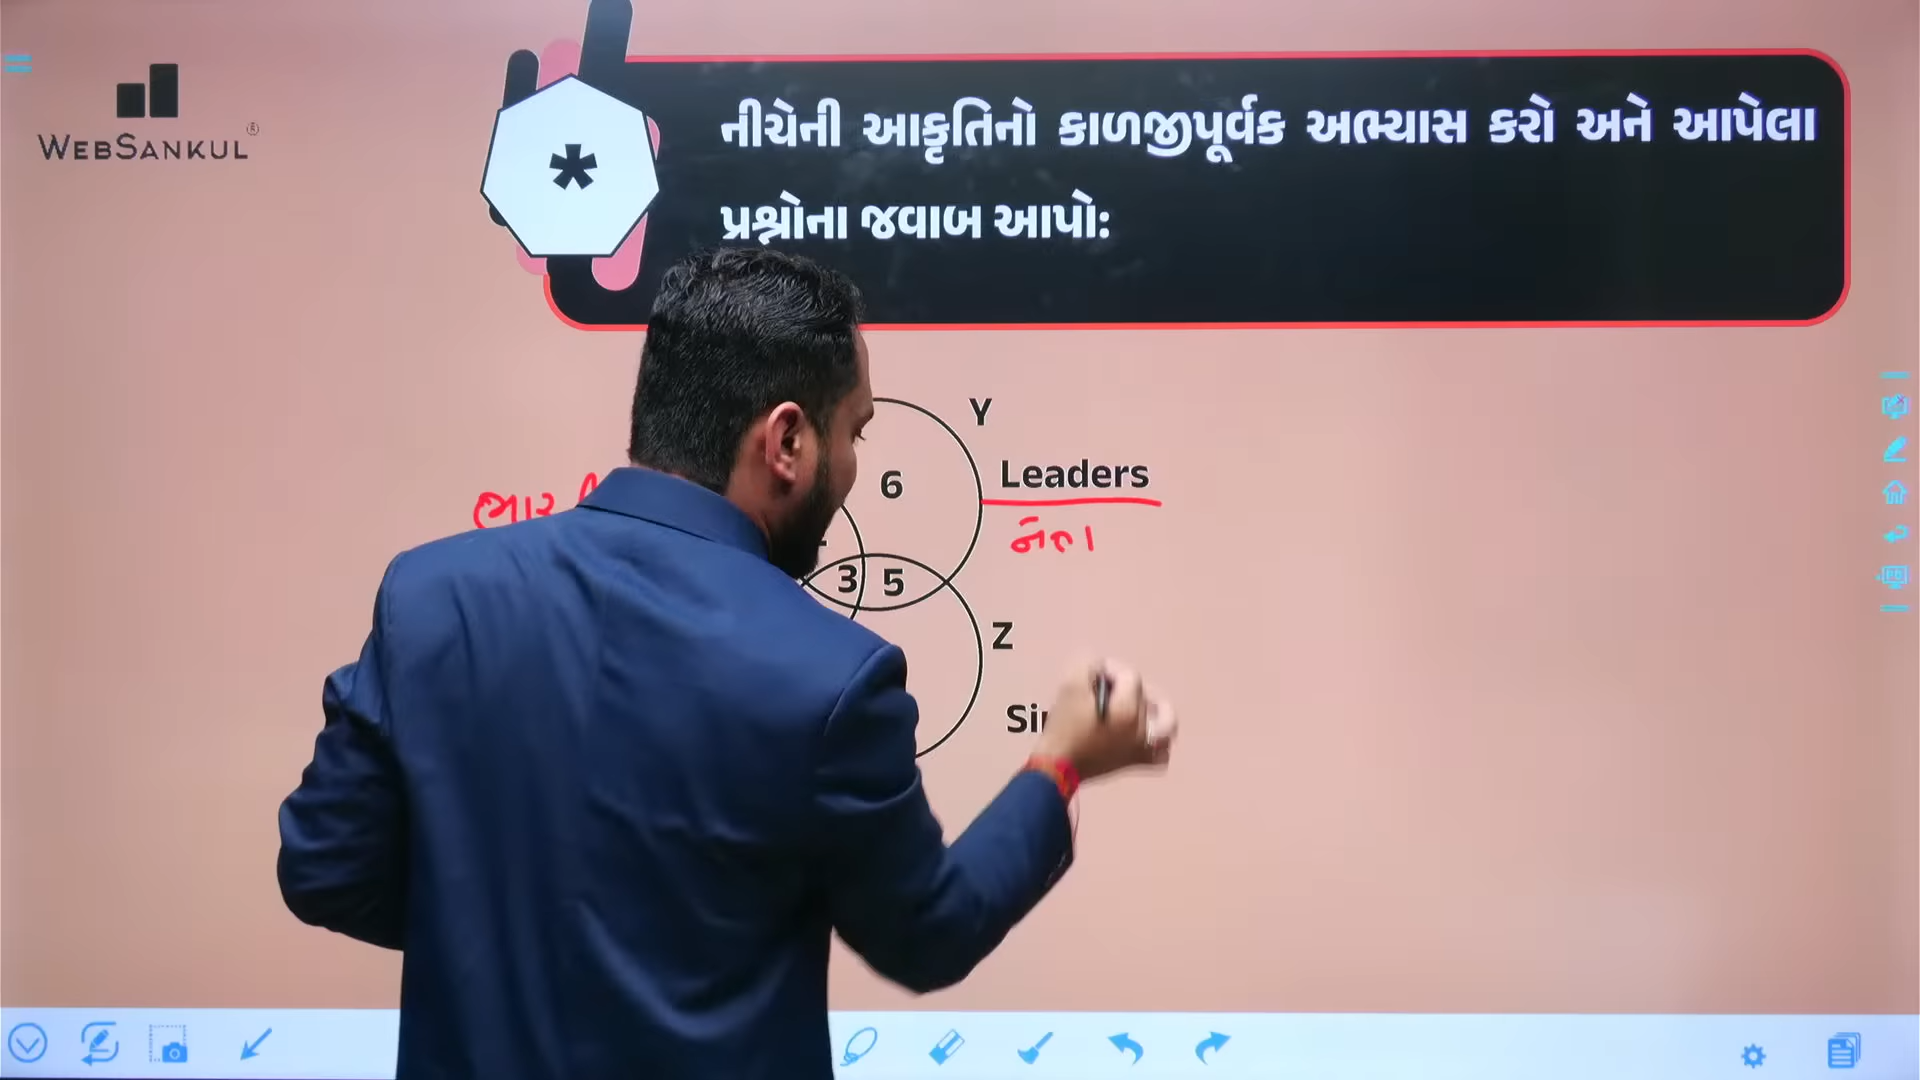 WEBSANKUL®
*
નીચેની આકૃતિનો કાળજીપૂર્વક અભ્યાસ કરો અને આપેલા
પ્રશ્નોના જવાબ આપો:
Y
6
Leaders
નેતા
3 5
Z